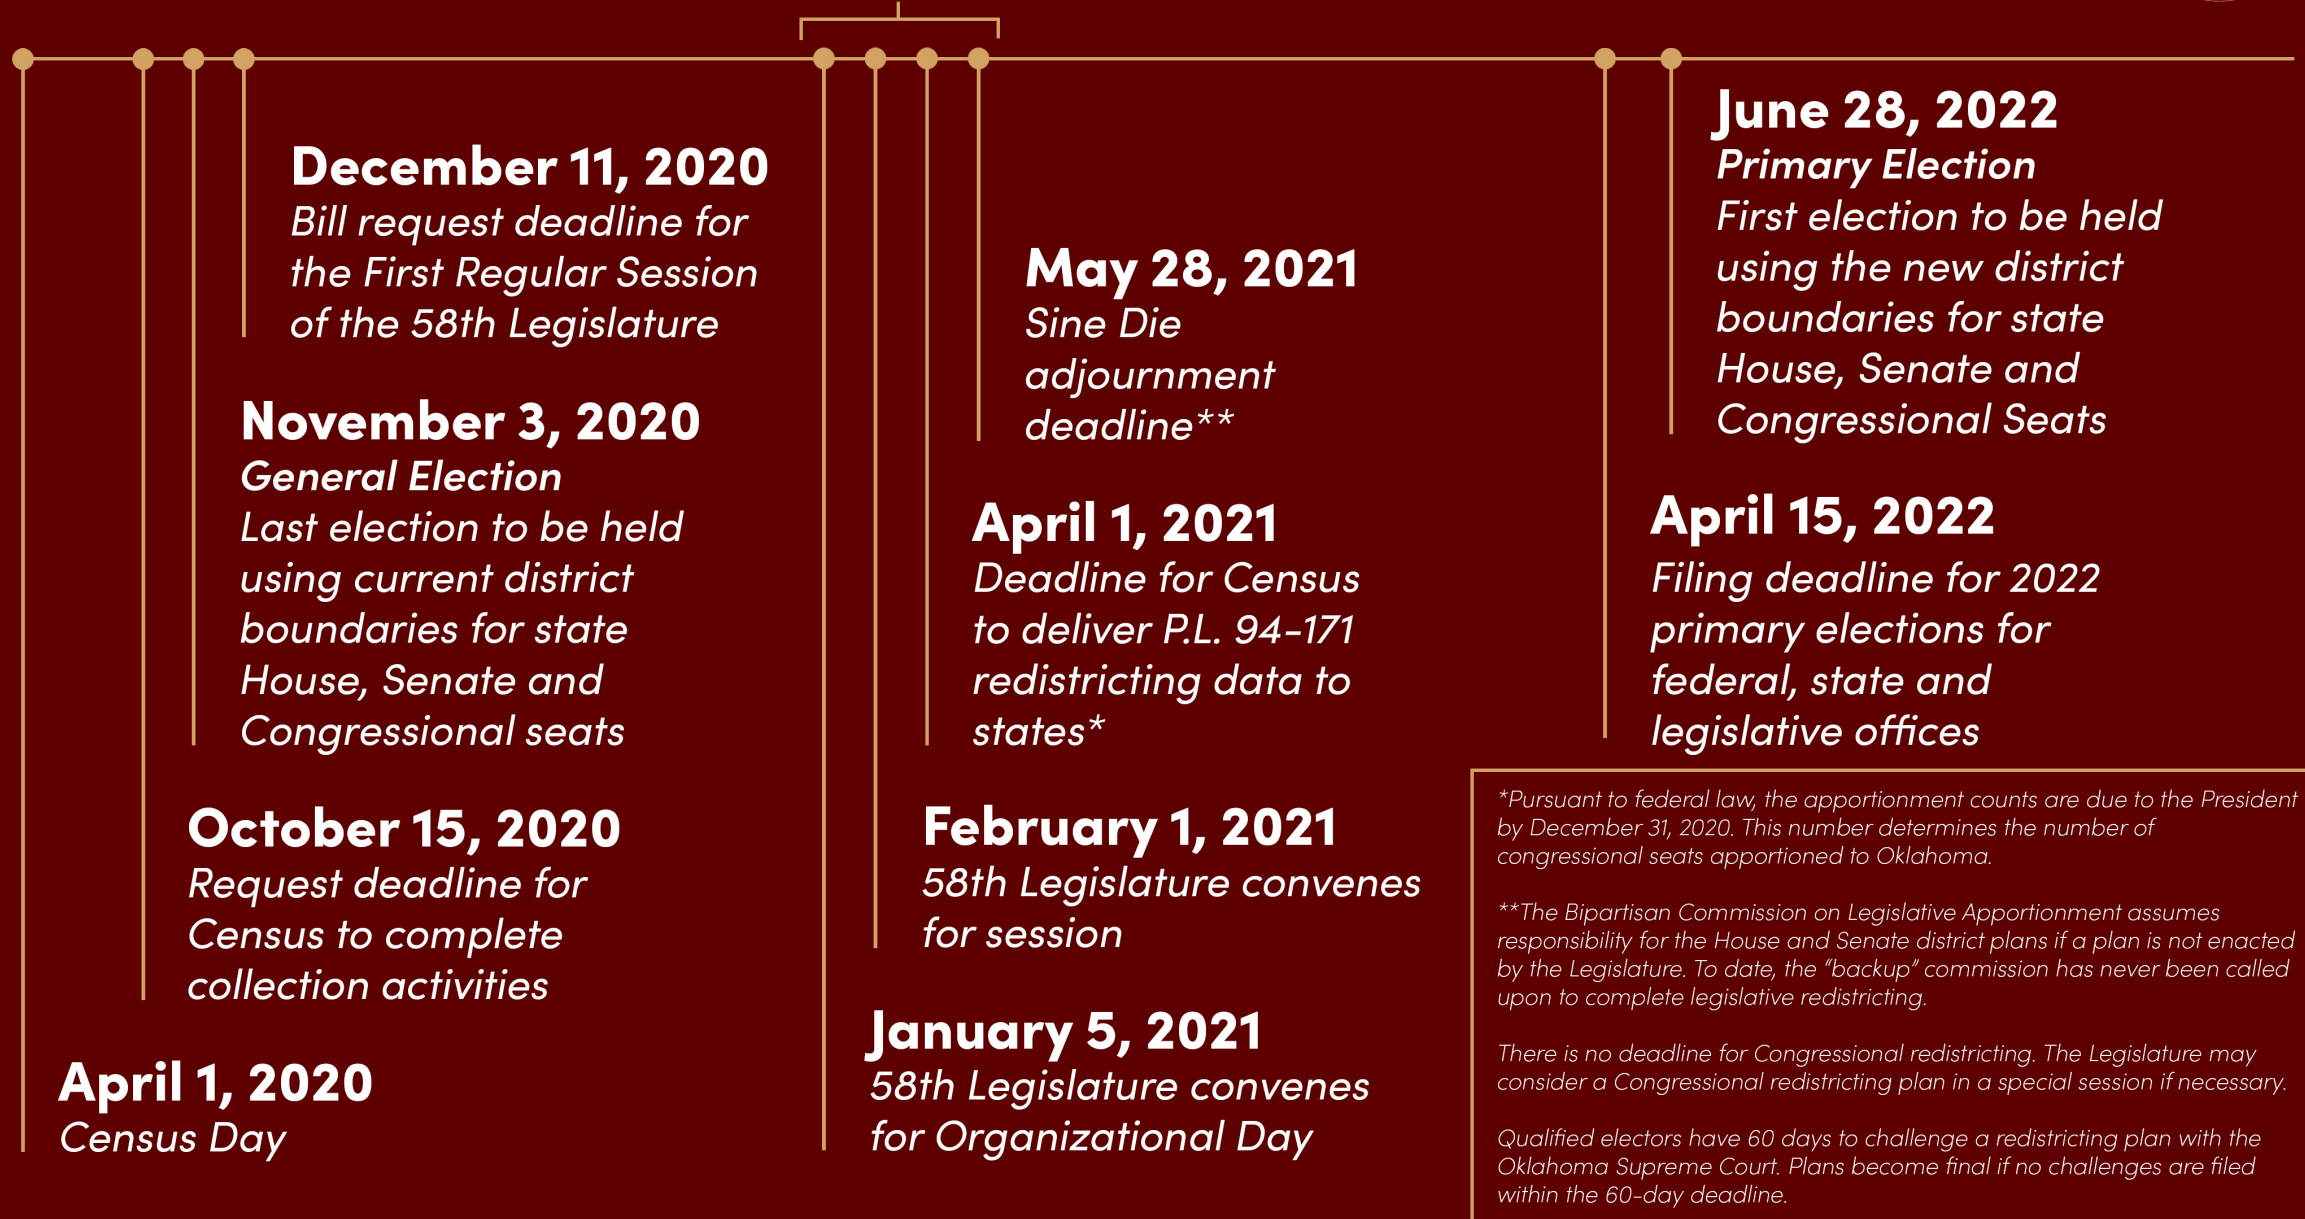 December 11, 2020
Bill request deadline for
the First Regular Session
of the 58th Legislature
November 3, 2020
General Election
Last election to be held
using current district
boundaries for state
House, Senate and
Congressional seats
October 15, 2020
Request deadline for
Census to complete
collection activities
April 1, 2020
Census Day
May 28, 2021
Sine Die
adjournment
deadline**
April 1, 2021
Deadline for Census
to deliver P.L. 94-171
redistricting data to
states*
February 1, 2021
58th Legislature convenes
for session
January 5, 2021
58th Legislature convenes
for Organizational Day
June 28, 2022
Primary Election
First election to be held
using the new district
boundaries for state
House, Senate and
Congressional Seats
April 15, 2022
Filing deadline for 2022
primary elections for
federal, state and
legislative offices
*Pursuant to federal law, the apportionment counts are due to the President
by December 31, 2020. This number determines the number of
congressional seats apportioned to Oklahoma.
**The Bipartisan Commission on Legislative Apportionment assumes
responsibility for the House and Senate district plans if a plan is not enacted
by the Legislature. To date, the “backup” commission has never been called
upon to complete legislative redistricting.
There is no deadline for Congressional redistricting. The Legislature may
consider a Congressional redistricting plan in a special session if necessary.
Qualified electors have 60 days to challenge a redistricting plan with the
Oklahoma Supreme Court. Plans become final if no challenges are filed
within the 60-day deadline.